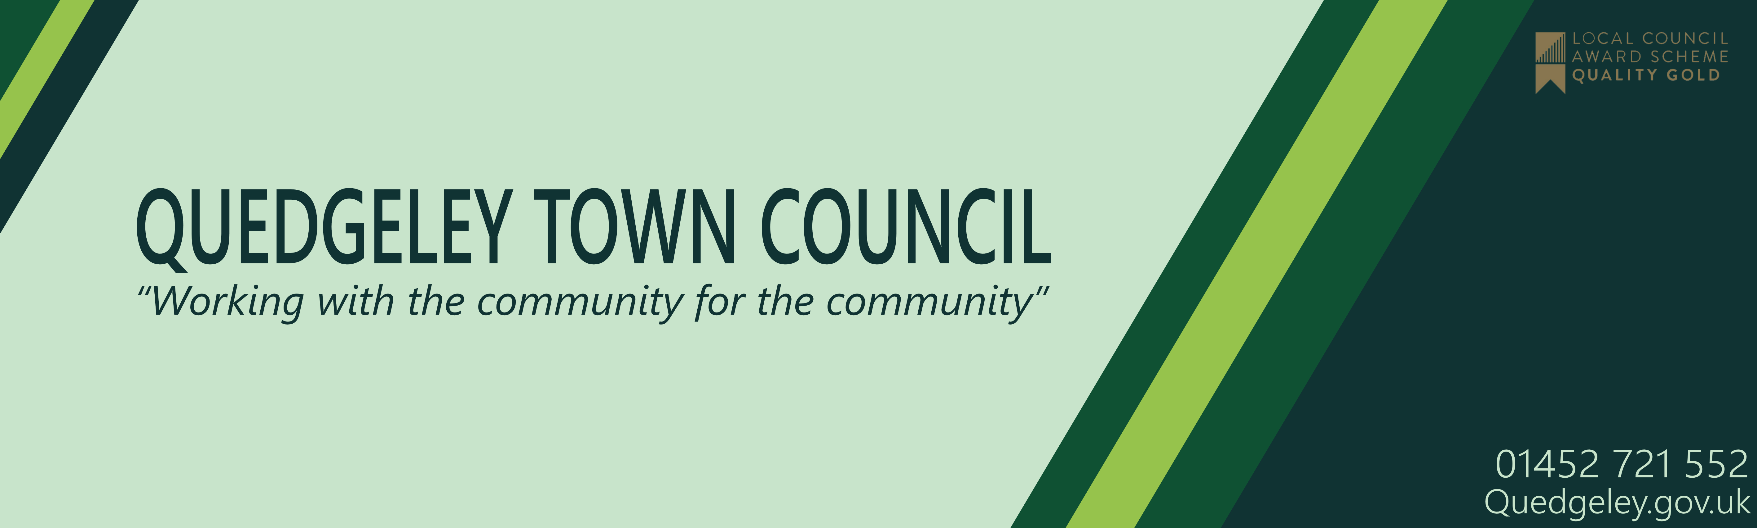 LOCAL COUNCIL
AWARD SCHEME
QUALITY GOLD
QUEDGELEY TOWN COUNCIL
“Working with the community for the community”
01452 721 552
Quedgeley.gov.uk